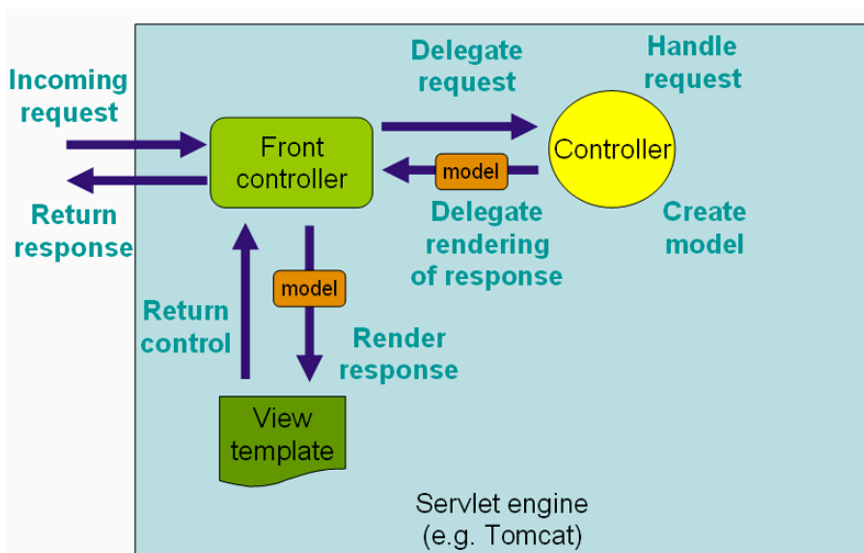 Incoming
request
Return
response
Front
controller
Delegate
request
Handle
request
Controller
model
Delegate
rendering
of response
Create
model
model
Return
control
Render
response
View
template
Servlet engine
(e.g. Tomcat)